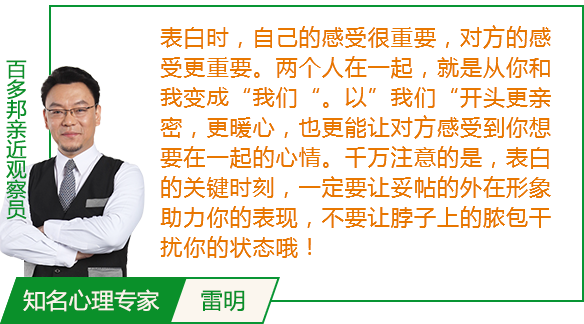 百多邦亲近观察员
表白时，自己的感受很重要，对方的感
受更重要。两个人在一起，就是从你和
我变成“我们“。以”我们“开头更亲
密，更暖心，也更能让对方感受到你想
要在一起的心情。千万注意的是，表白
的关键时刻，一定要让妥帖的外在形象
助力你的表现，不要让脖子上的脓包干
扰你的状态哦！
知名心理专家 雷明